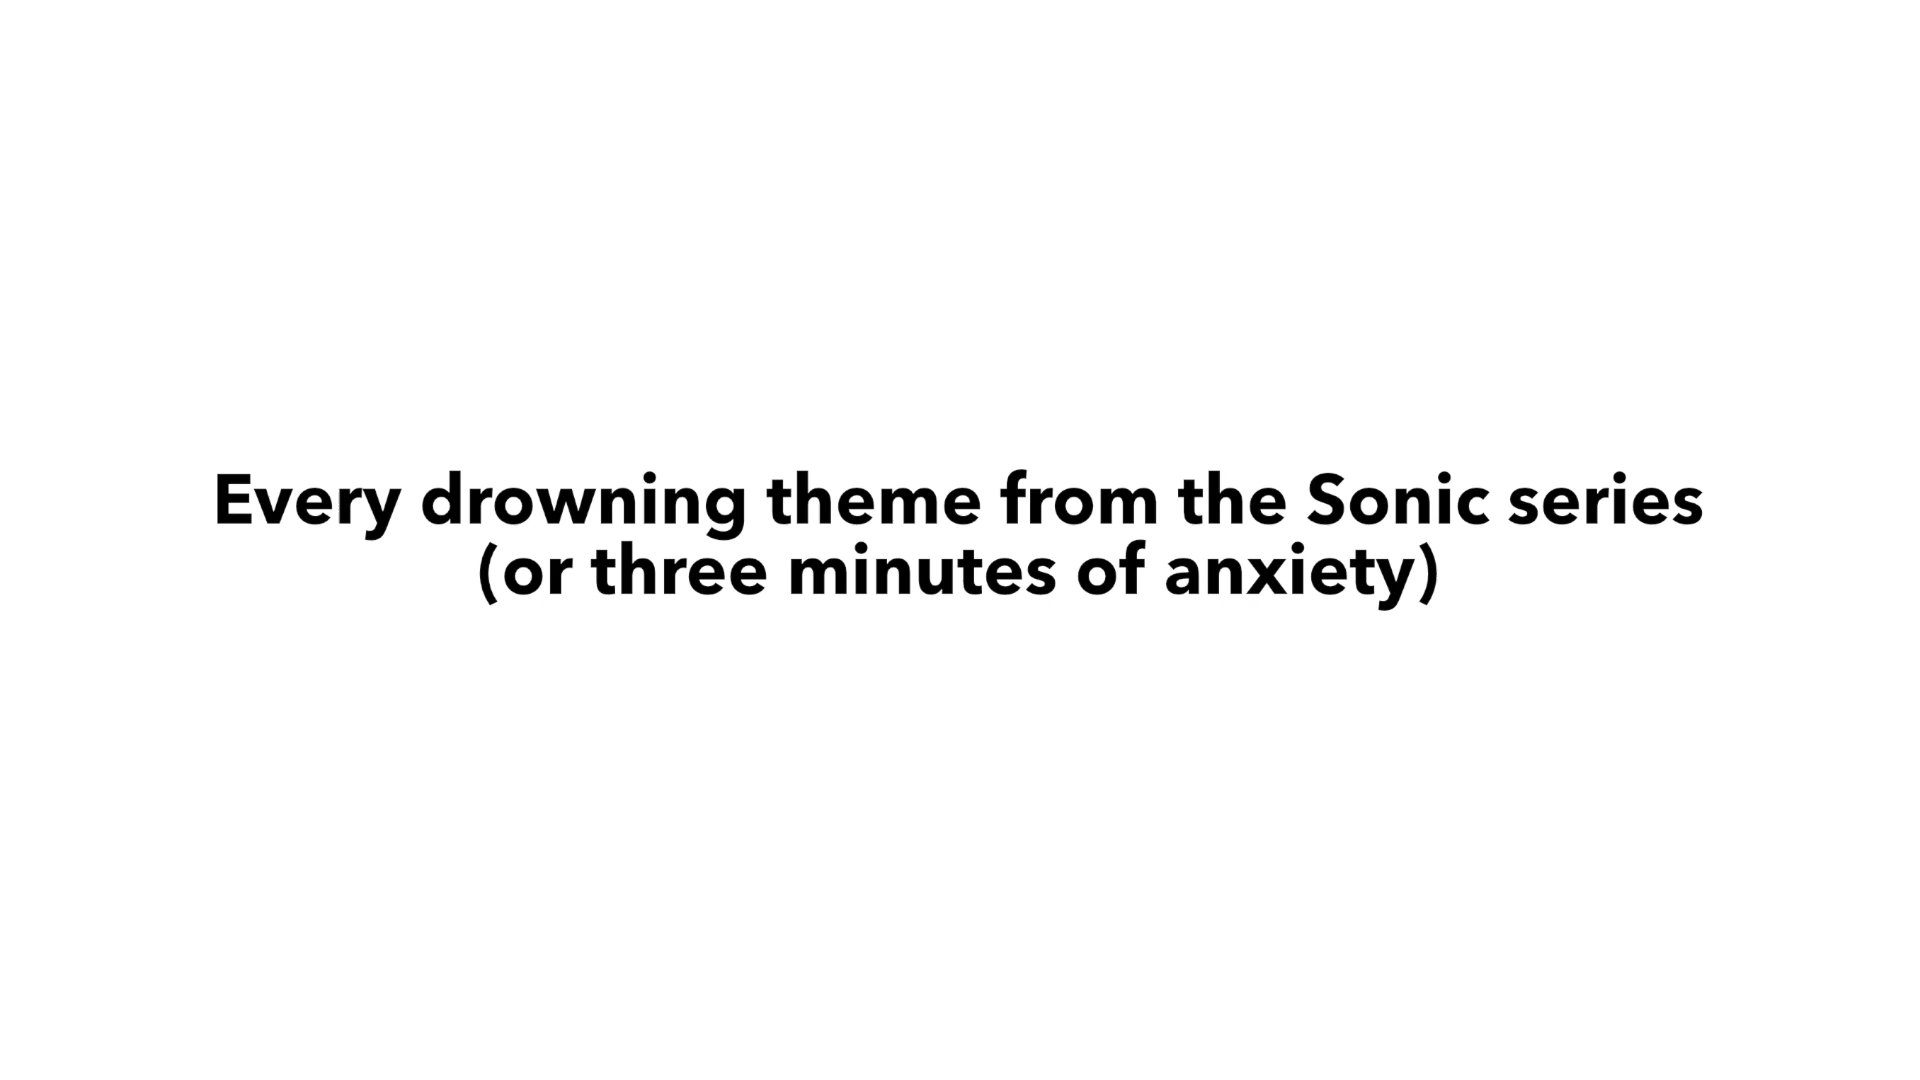 Every drowning theme from the Sonic series
(or three minutes of anxiety)